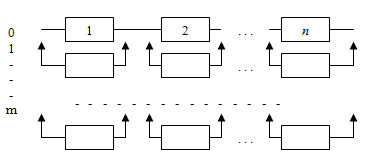 0 1 2 . . . n
1 . . .
-
-
-
m . . .